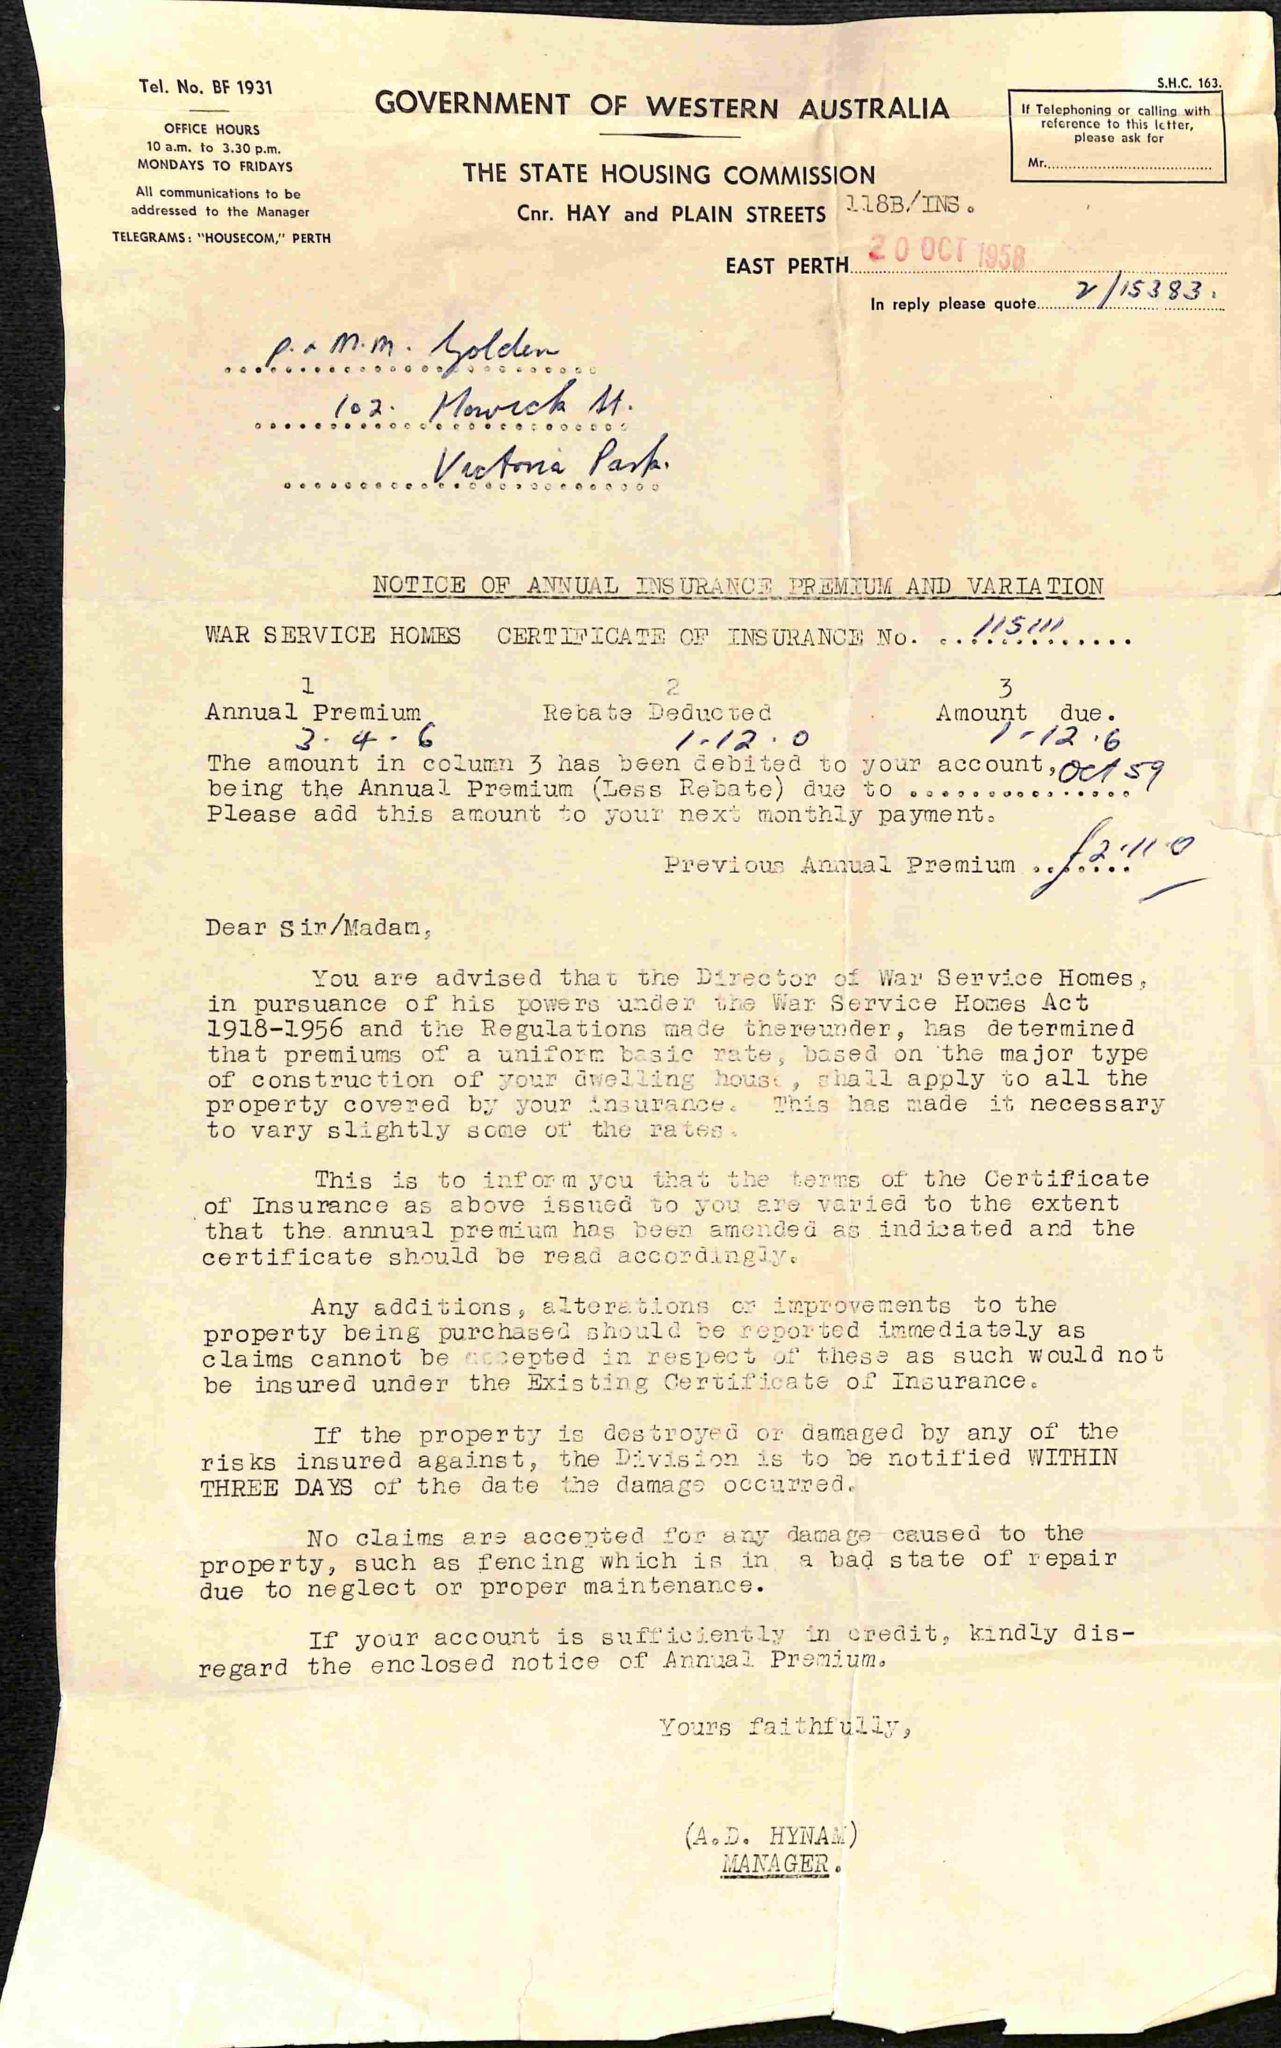 Tel. No. BF 1931
OFFICE HOURS
10 a.m. to 3.30 p.m.
MONDAYS TO FRIDAYS
All communications to be
addressed to the Manager
TELEGRAMS: "HOUSECOM," PERTH
GOVERNMENT OF WESTERN AUSTRALIA
THE STATE HOUSING COMMISSION
Cnr. HAY and PLAIN STREETS 118B/INS.
EAST PERTH 20 OCT 1958
In reply please quote 2/15383.
S.H.C. 163.
If Telephoning or calling with
reference to this letter,
please ask for
Mr.
P. & M.M. Golden
102. Howick St.
Victoria Park.
NOTICE OF ANNUAL INSURANCE PREMIUM AND VARIATION
WAR SERVICE HOMES CERTIFICATE OF INSURANCE No. 115111
1 2 3
Annual Premium Rebate Deducted Amount due.
3. 4. 6 1.12.0 1.12.6
The amount in column 3 has been debited to your account,
being the Annual Premium (Less Rebate) due to Oct 59
Please add this amount to your next monthly payment.
Previous Annual Premium £2.11.0
Dear Sir/Madam,
You are advised that the Director of War Service Homes,
in pursuance of his powers under the War Service Homes Act
1918-1956 and the Regulations made thereunder, has determined
that premiums of a uniform basic rate, based on the major type
of construction of your dwelling house, shall apply to all the
property covered by your insurance. This has made it necessary
to vary slightly some of the rates.
This is to inform you that the terms of the Certificate
of Insurance as above issued to you are varied to the extent
that the annual premium has been amended as indicated and the
certificate should be read accordingly.
Any additions, alterations or improvements to the
property being purchased should be reported immediately as
claims cannot be accepted in respect of these as such would not
be insured under the Existing Certificate of Insurance.
If the property is destroyed or damaged by any of the
risks insured against, the Division is to be notified WITHIN
THREE DAYS of the date the damage occurred.
No claims are accepted for any damage caused to the
property, such as fencing which is in a bad state of repair
due to neglect or proper maintenance.
If your account is sufficiently in credit, kindly dis-
regard the enclosed notice of Annual Premium.
Yours faithfully,
(A.D. HYNAM)
MANAGER.